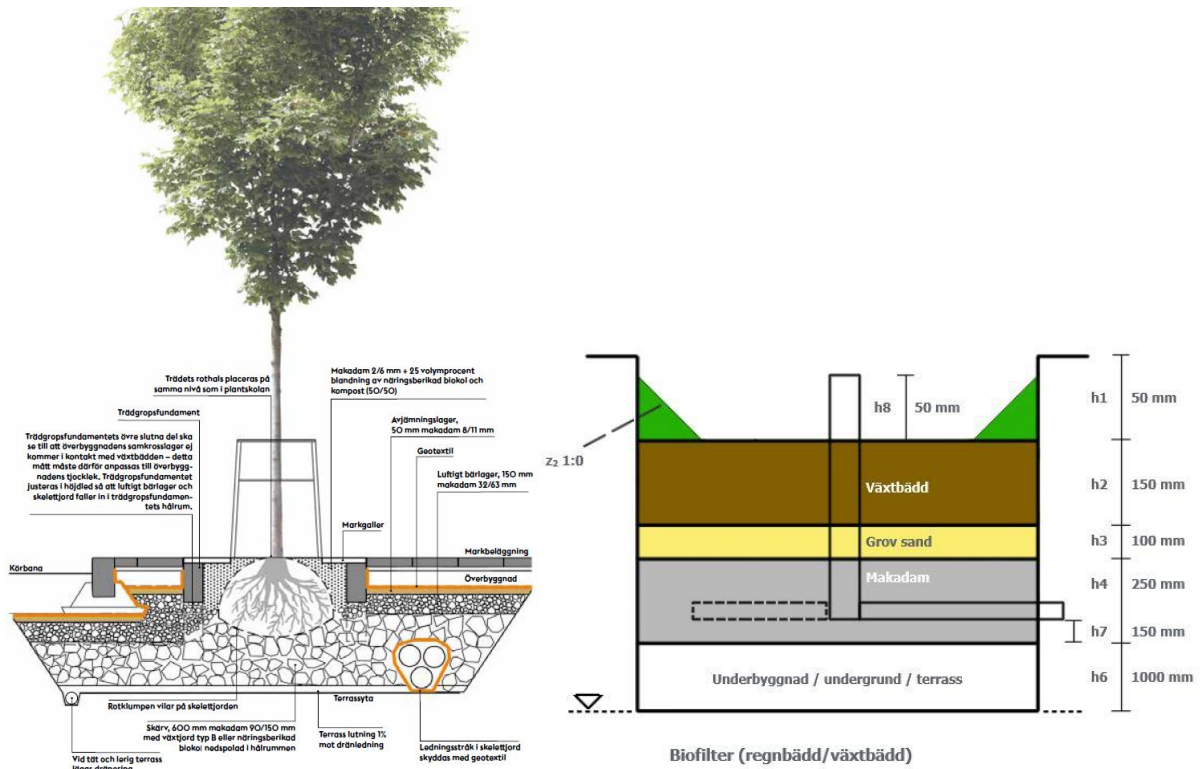 Trädets rothals placeras på
samma nivå som i plantskolan
Trädgropsfundament
Trädgropsfundamentets övre slutna del ska
se till att överbyggnadens samkrosslager ej
kommer i kontakt med växtbädden – detta
mått måste därför anpassas till överbygg-
nadens tjocklek. Trädgropsfundamentet
justeras i höjdled så att luftigt bärlager och
skelettjord faller in i trädgropsfundamen-
tets hålrum.
Makadam 2/6 mm + 25 volymprocent
blandning av näringsberikad biokol och
kompost (50/50)
Avjämningslager,
50 mm makadam 8/11 mm
Geotextil
Luftigt bärlager, 150 mm
makadam 32/63 mm
Markgaller
Markbeläggning
Körbana
Överbyggnad
Terrassyta
Rotklumpen vilar på skelettjorden
Skärv, 600 mm makadam 90/150 mm
med växtjord typ B eller näringsberikad
biokol nedspolad i hålrummen
Terrass lutning 1%
mot dränledning
Ledningsstråk i skelettjord
skyddas med geotextil
Vid tät och lerig terrass
läggs dränering
z₂ 1:0
h8 50 mm
h1 50 mm
Växtbädd
h2 150 mm
Grov sand
h3 100 mm
Makadam
h4 250 mm
h7 150 mm
Underbyggnad / undergrund / terrass
h6 1000 mm
Biofilter (regnbädd/växtbädd)